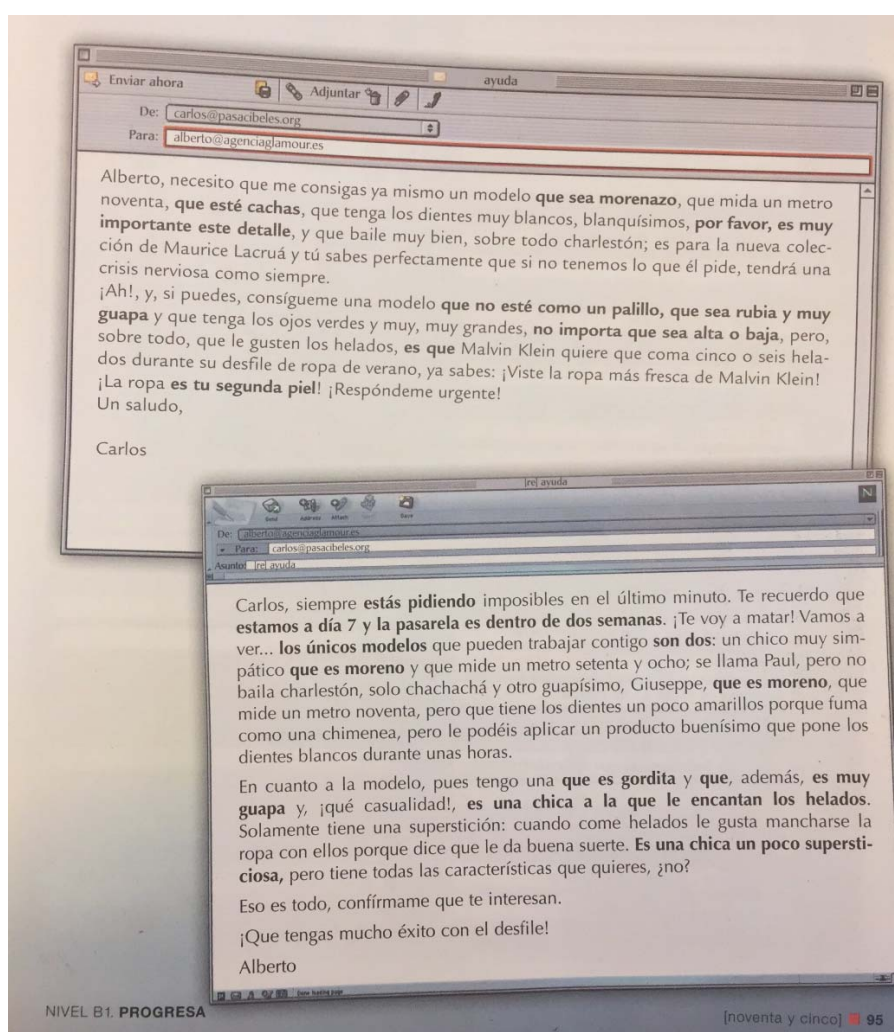 ayuda
Enviar ahora
Adjuntar
De: carlos@pasacibeles.org
Para: alberto@agenciaglamour.es
Alberto, necesito que me consigas ya mismo un modelo que sea morenazo, que mida un metro
noventa, que esté cachas, que tenga los dientes muy blancos, blanquísimos, por favor, es muy
importante este detalle, y que baile muy bien, sobre todo charlestón; es para la nueva colec-
ción de Maurice Lacruá y tú sabes perfectamente que si no tenemos lo que él pide, tendrá una
crisis nerviosa como siempre.
¡Ah!, y, si puedes, consígueme una modelo que no esté como un palillo, que sea rubia y muy
guapa y que tenga los ojos verdes y muy, muy grandes, no importa que sea alta o baja, pero,
sobre todo, que le gusten los helados, es que Malvin Klein quiere que coma cinco o seis hela-
dos durante su desfile de ropa de verano, ya sabes: ¡Viste la ropa más fresca de Malvin Klein!
¡La ropa es tu segunda piel! ¡Respóndeme urgente!
Un saludo,
Carlos
[re] ayuda
Send Address Attach Save
De: alberto@agenciaglamour.es
Para: carlos@pasacibeles.org
Asunto: [re] ayuda
Carlos, siempre estás pidiendo imposibles en el último minuto. Te recuerdo que
estamos a día 7 y la pasarela es dentro de dos semanas. ¡Te voy a matar! Vamos a
ver... los únicos modelos que pueden trabajar contigo son dos: un chico muy sim-
pático que es moreno y que mide un metro setenta y ocho; se llama Paul, pero no
baila charlestón, solo chachachá y otro guapísimo, Giuseppe, que es moreno, que
mide un metro noventa, pero que tiene los dientes un poco amarillos porque fuma
como una chimenea, pero le podéis aplicar un producto buenísimo que pone los
dientes blancos durante unas horas.
En cuanto a la modelo, pues tengo una que es gordita y que, además, es muy
guapa y, ¡qué casualidad!, es una chica a la que le encantan los helados.
Solamente tiene una superstición: cuando come helados le gusta mancharse la
ropa con ellos porque dice que le da buena suerte. Es una chica un poco supersti-
ciosa, pero tiene todas las características que quieres, ¿no?
Eso es todo, confírmame que te interesan.
¡Que tengas mucho éxito con el desfile!
Alberto
NIVEL B1. PROGRESA
[noventa y cinco] 95